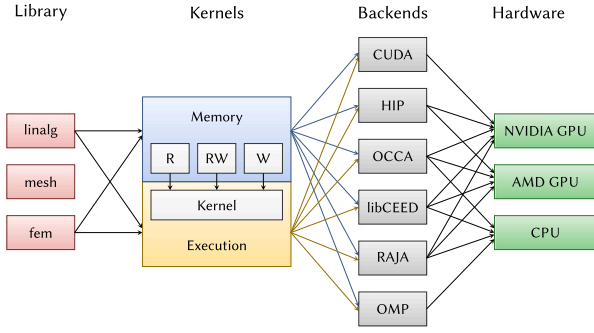 Library
Kernels
Backends
Hardware
linalg
mesh
fem
Memory
R
RW
W
Kernel
Execution
CUDA
HIP
OCCA
libCEED
RAJA
OMP
NVIDIA GPU
AMD GPU
CPU